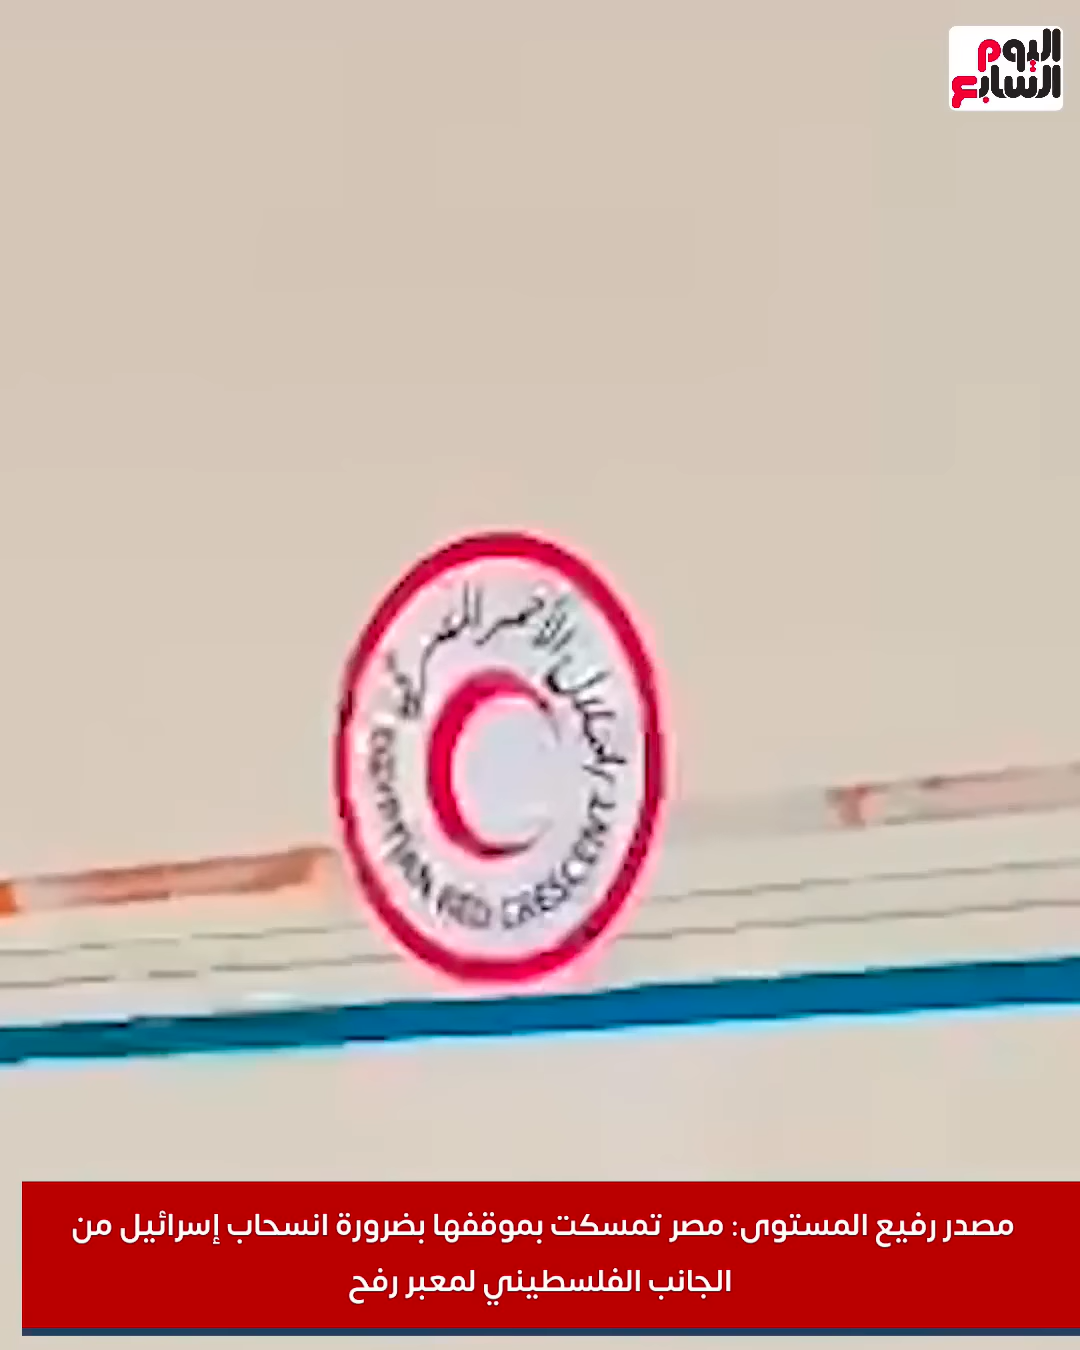 اليوم
السابع
الهلال الأحمر المصري
EGYPTIAN RED CRESCENT
مصدر رفيع المستوى: مصر تمسكت بموقفها بضرورة انسحاب إسرائيل من
الجانب الفلسطيني لمعبر رفح